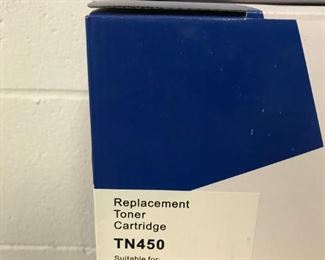 Replacement
Toner
Cartridge
TN450
Suitable for: